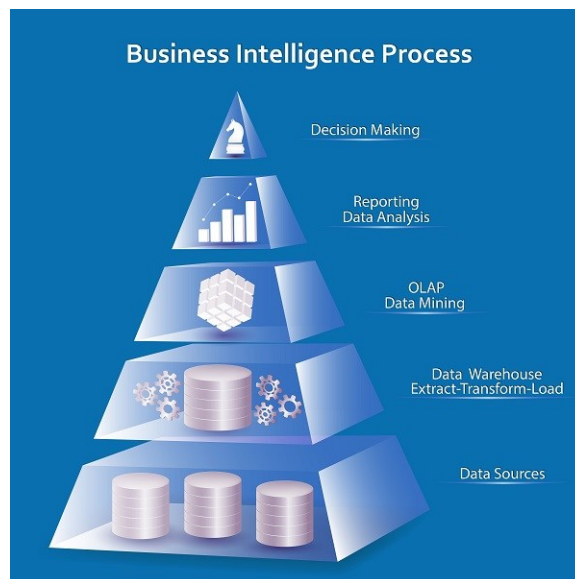 Business Intelligence Process
Decision Making
Reporting
Data Analysis
OLAP
Data Mining
Data Warehouse
Extract-Transform-Load
Data Sources